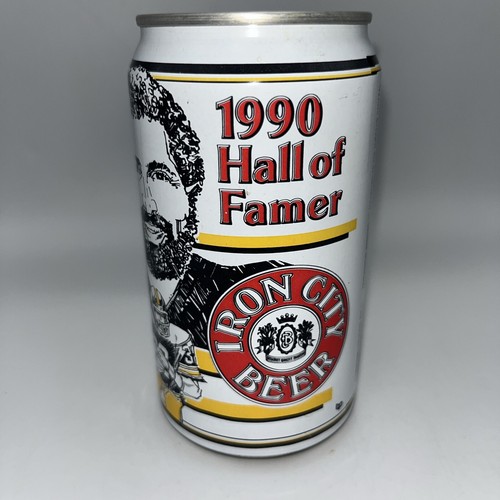 1990
Hall of
Famer
IRON CITY
BEER